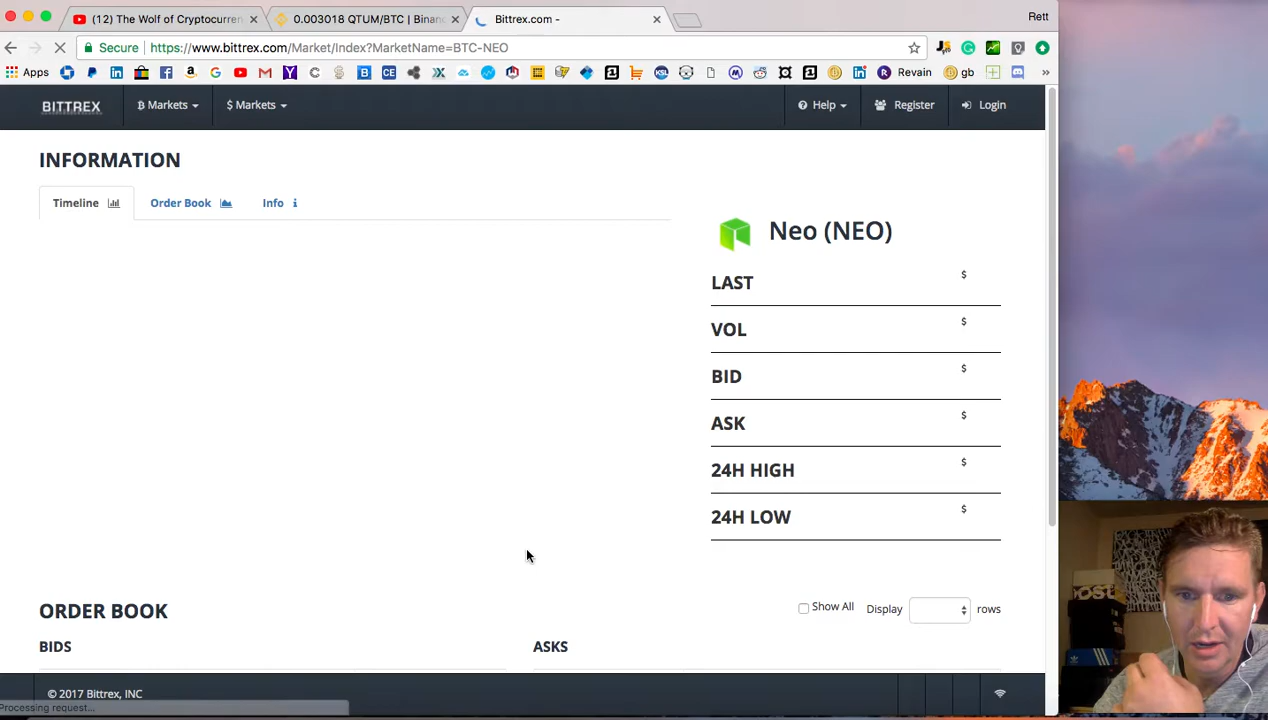 (12) The Wolf of Cryptocurren
0.003018 QTUM/BTC | Binan
Bittrex.com -
Rett
Secure https://www.bittrex.com/Market/Index?MarketName=BTC-NEO
Apps
Revain
gb
»
BITTREX
Ƀ Markets
$ Markets
Help
Register
Login
INFORMATION
Timeline
Order Book
Info
Neo (NEO)
LAST $
VOL $
BID $
ASK $
24H HIGH $
24H LOW $
ORDER BOOK
Show All
Display
rows
BIDS
ASKS
© 2017 Bittrex, INC
Processing request...